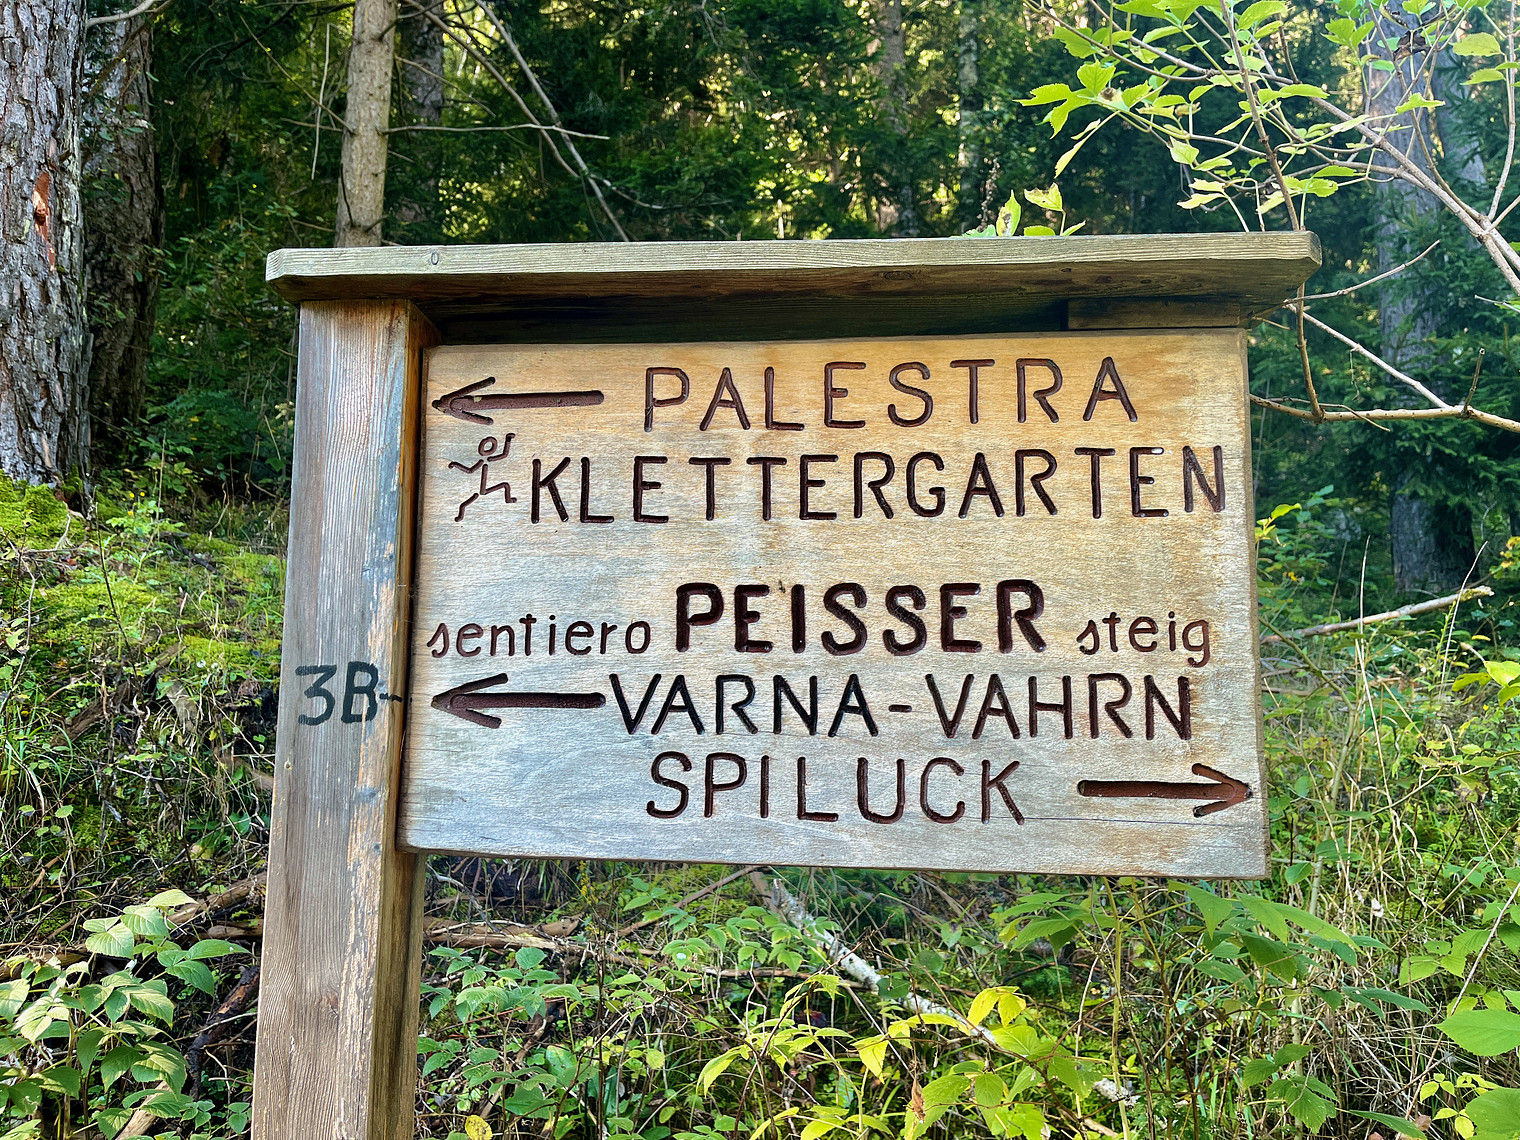 PALESTRA
KLETTERGARTEN
sentiero PEISSER steig
3B
VARNA-VAHRN
SPILUCK